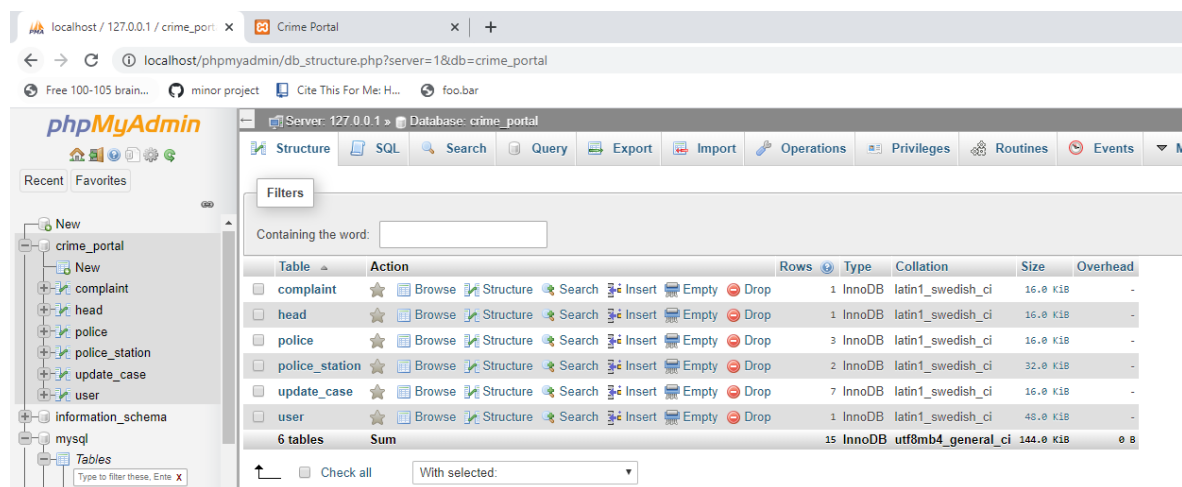 localhost / 127.0.0.1 / crime_port
Crime Portal
localhost/phpmyadmin/db_structure.php?server=1&db=crime_portal
Free 100-105 brain... minor project Cite This For Me: H... foo.bar
phpMyAdmin
Recent Favorites
New
crime_portal
New
complaint
head
police
police_station
update_case
user
information_schema
mysql
Tables
Type to filter these, Ente X
Server: 127.0.0.1 » Database: crime_portal
Structure SQL Search Query Export Import Operations Privileges Routines Events
Filters
Containing the word:
Table Action Rows Type Collation Size Overhead
complaint Browse Structure Search Insert Empty Drop 1 InnoDB latin1_swedish_ci 16.0 KiB -
head Browse Structure Search Insert Empty Drop 1 InnoDB latin1_swedish_ci 16.0 KiB -
police Browse Structure Search Insert Empty Drop 3 InnoDB latin1_swedish_ci 16.0 KiB -
police_station Browse Structure Search Insert Empty Drop 2 InnoDB latin1_swedish_ci 32.0 KiB -
update_case Browse Structure Search Insert Empty Drop 7 InnoDB latin1_swedish_ci 16.0 KiB -
user Browse Structure Search Insert Empty Drop 1 InnoDB latin1_swedish_ci 48.0 KiB -
6 tables Sum 15 InnoDB utf8mb4_general_ci 144.0 KiB 0 B
Check all With selected: